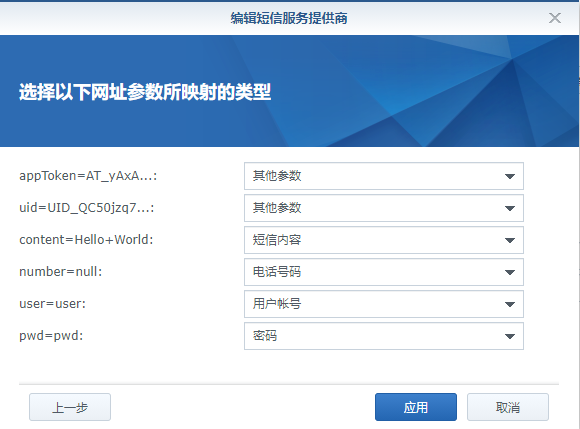 编辑短信服务提供商
选择以下网址参数所映射的类型
appToken=AT_yAxA...: 其他参数
uid=UID_QC50jzq7...: 其他参数
content=Hello+World: 短信内容
number=null: 电话号码
user=user: 用户帐号
pwd=pwd: 密码
上一步 应用 取消